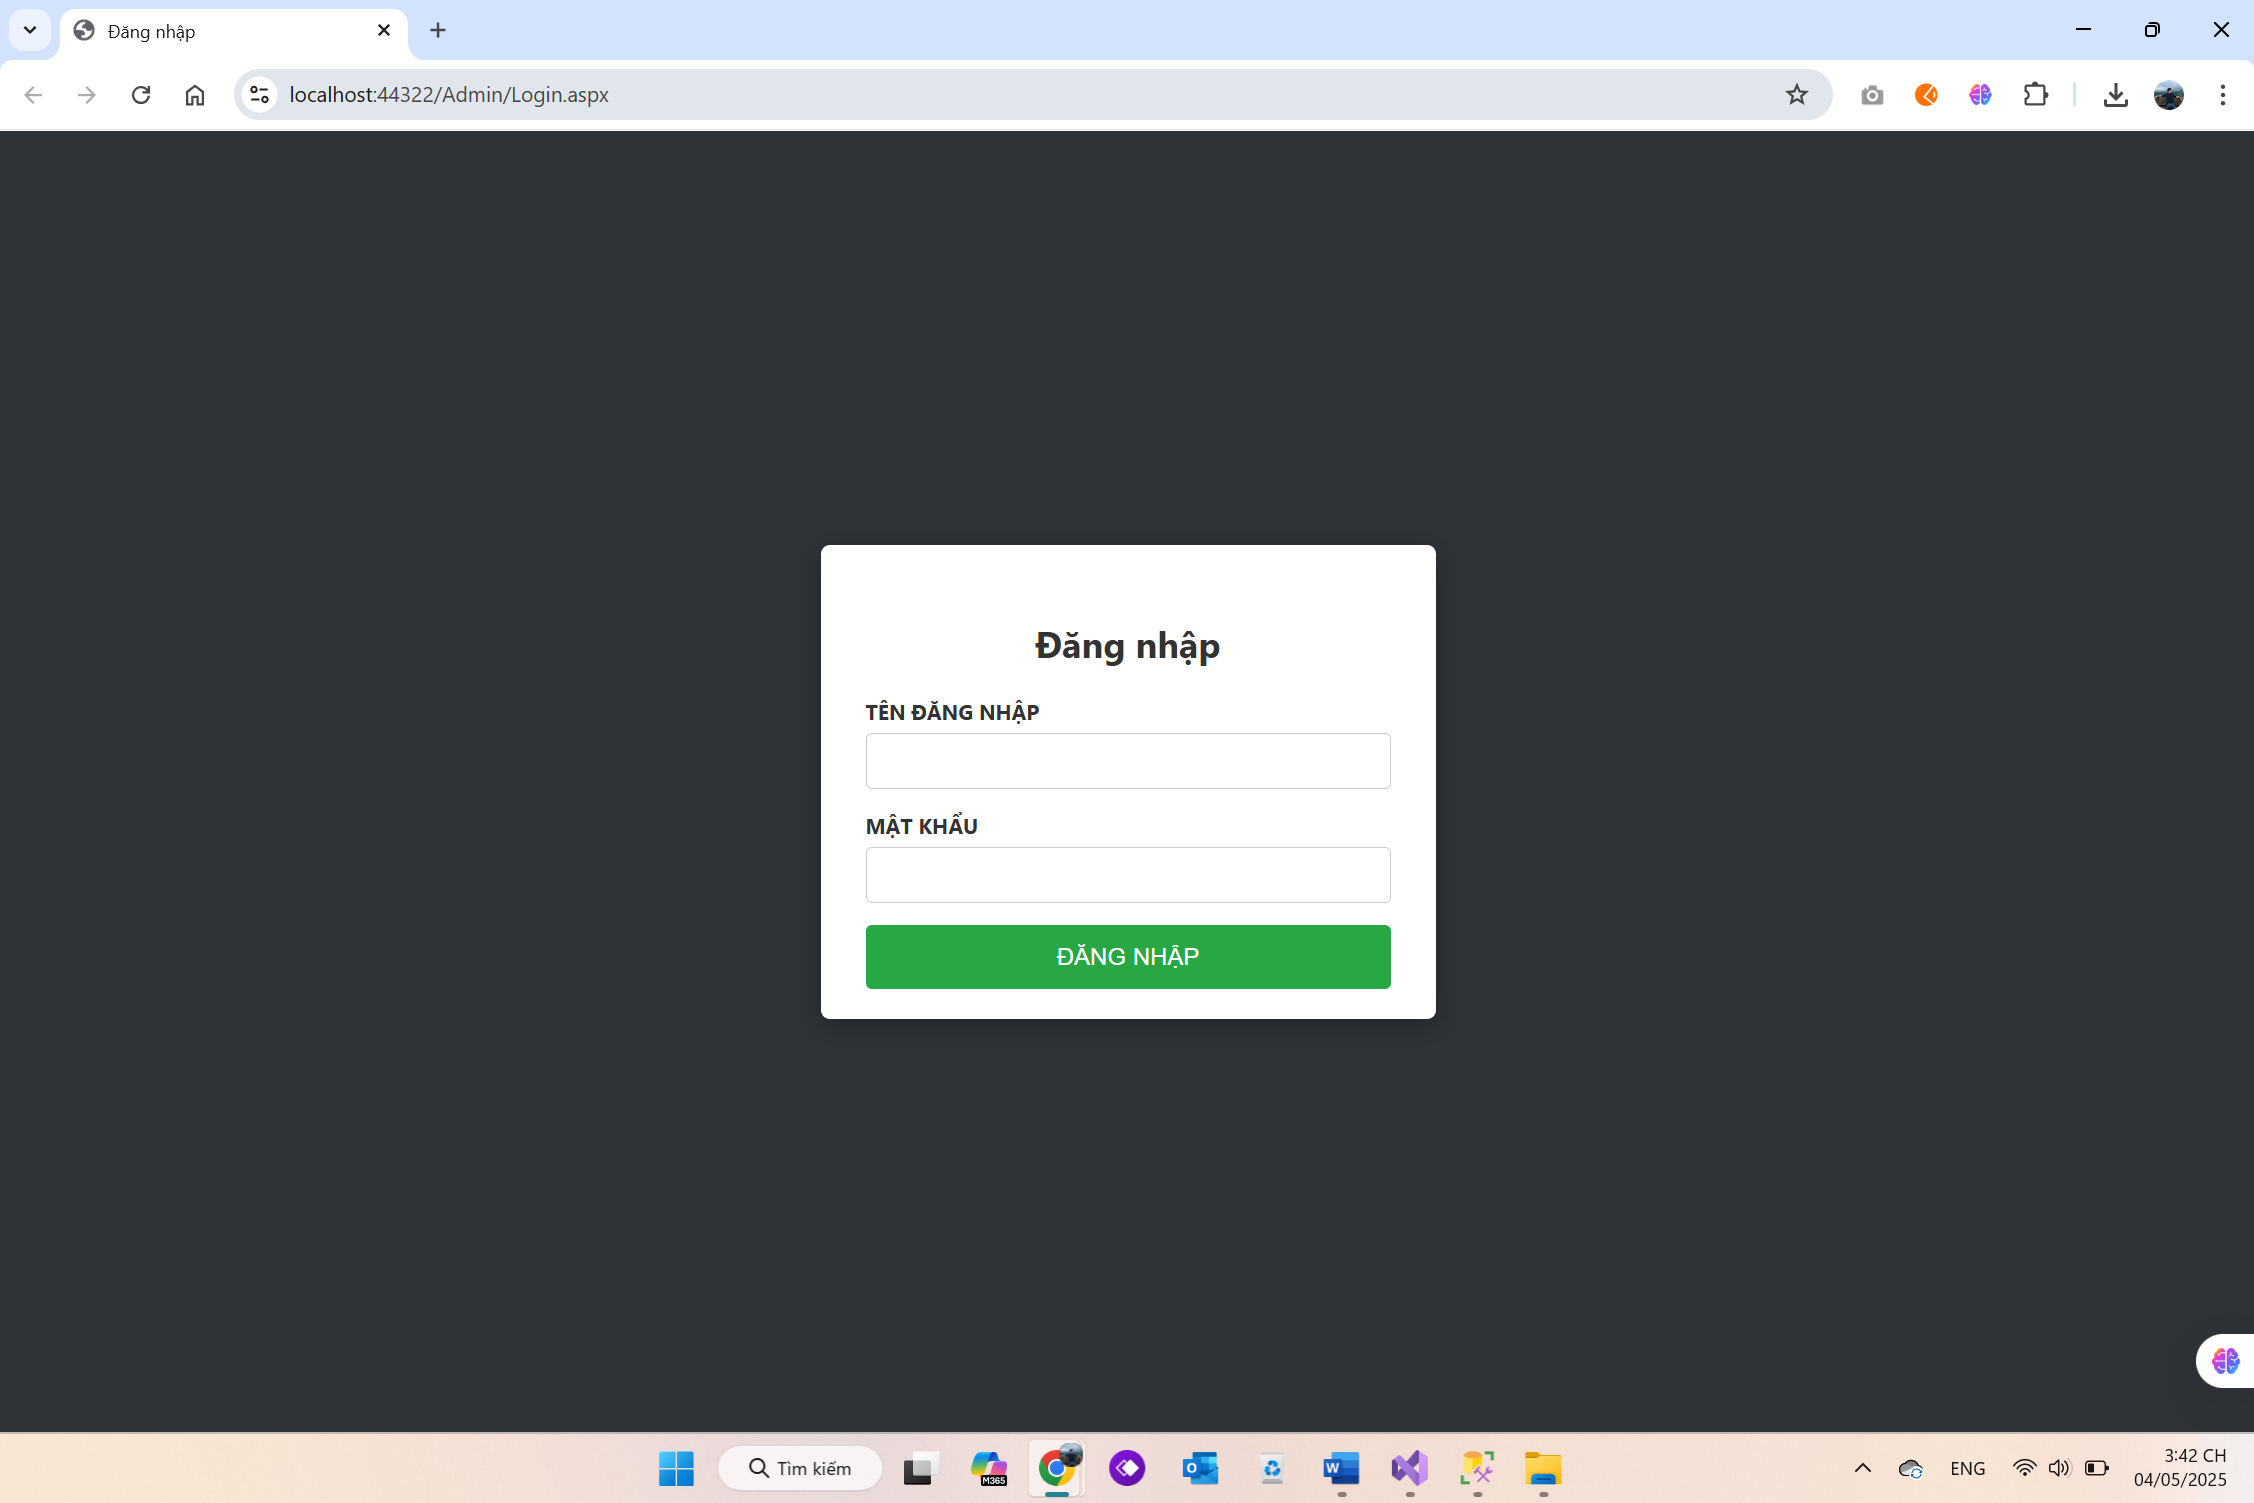 Đăng nhập
localhost:44322/Admin/Login.aspx
Đăng nhập
TÊN ĐĂNG NHẬP
MẬT KHẨU
ĐĂNG NHẬP
Tìm kiếm
M365
ENG
3:42 CH
04/05/2025